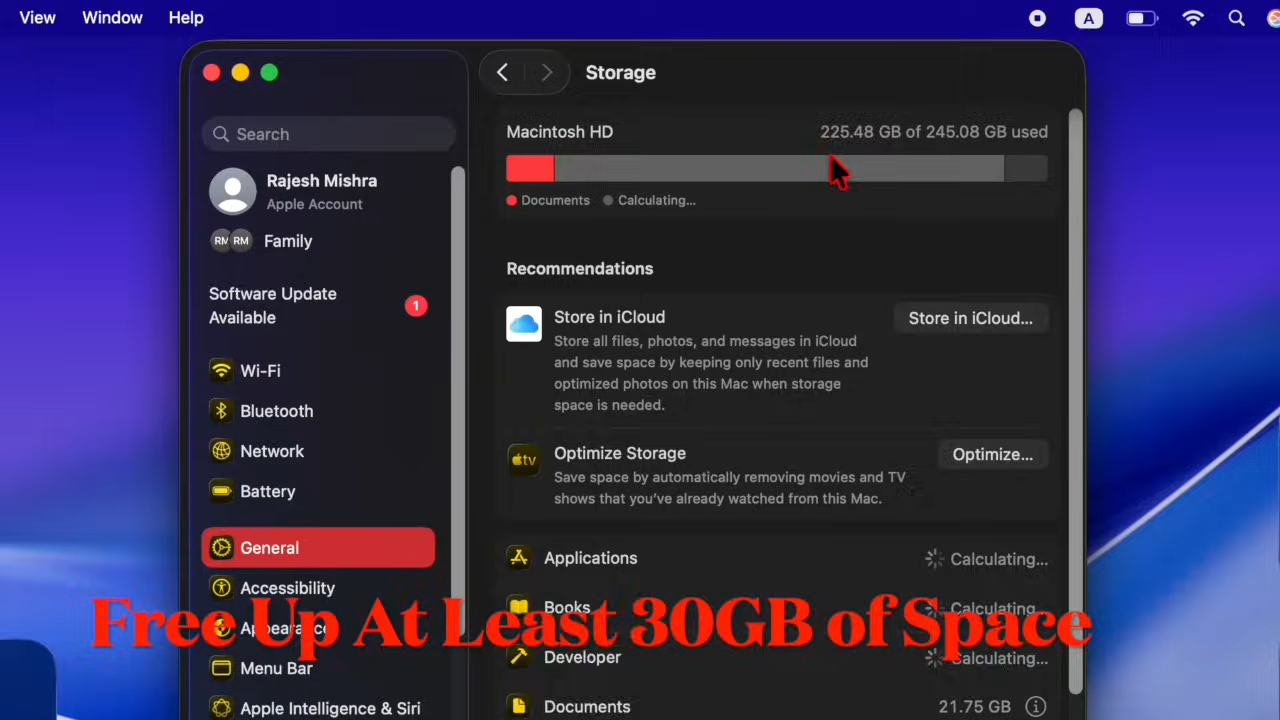 View Window Help
A
Storage
Search
Macintosh HD 225.48 GB of 245.08 GB used
Documents Calculating...
Rajesh Mishra
Apple Account
RM RM Family
Software Update
Available
1
Wi-Fi
Bluetooth
Network
Battery
General
Accessibility
Appearance
Menu Bar
Apple Intelligence & Siri
Recommendations
Store in iCloud
Store in iCloud...
Store all files, photos, and messages in iCloud
and save space by keeping only recent files and
optimized photos on this Mac when storage
space is needed.
tv
Optimize Storage
Optimize...
Save space by automatically removing movies and TV
shows that you’ve already watched from this Mac.
Applications Calculating...
Books Calculating...
Developer Calculating...
Documents 21.75 GB
Free Up At Least 30GB of Space